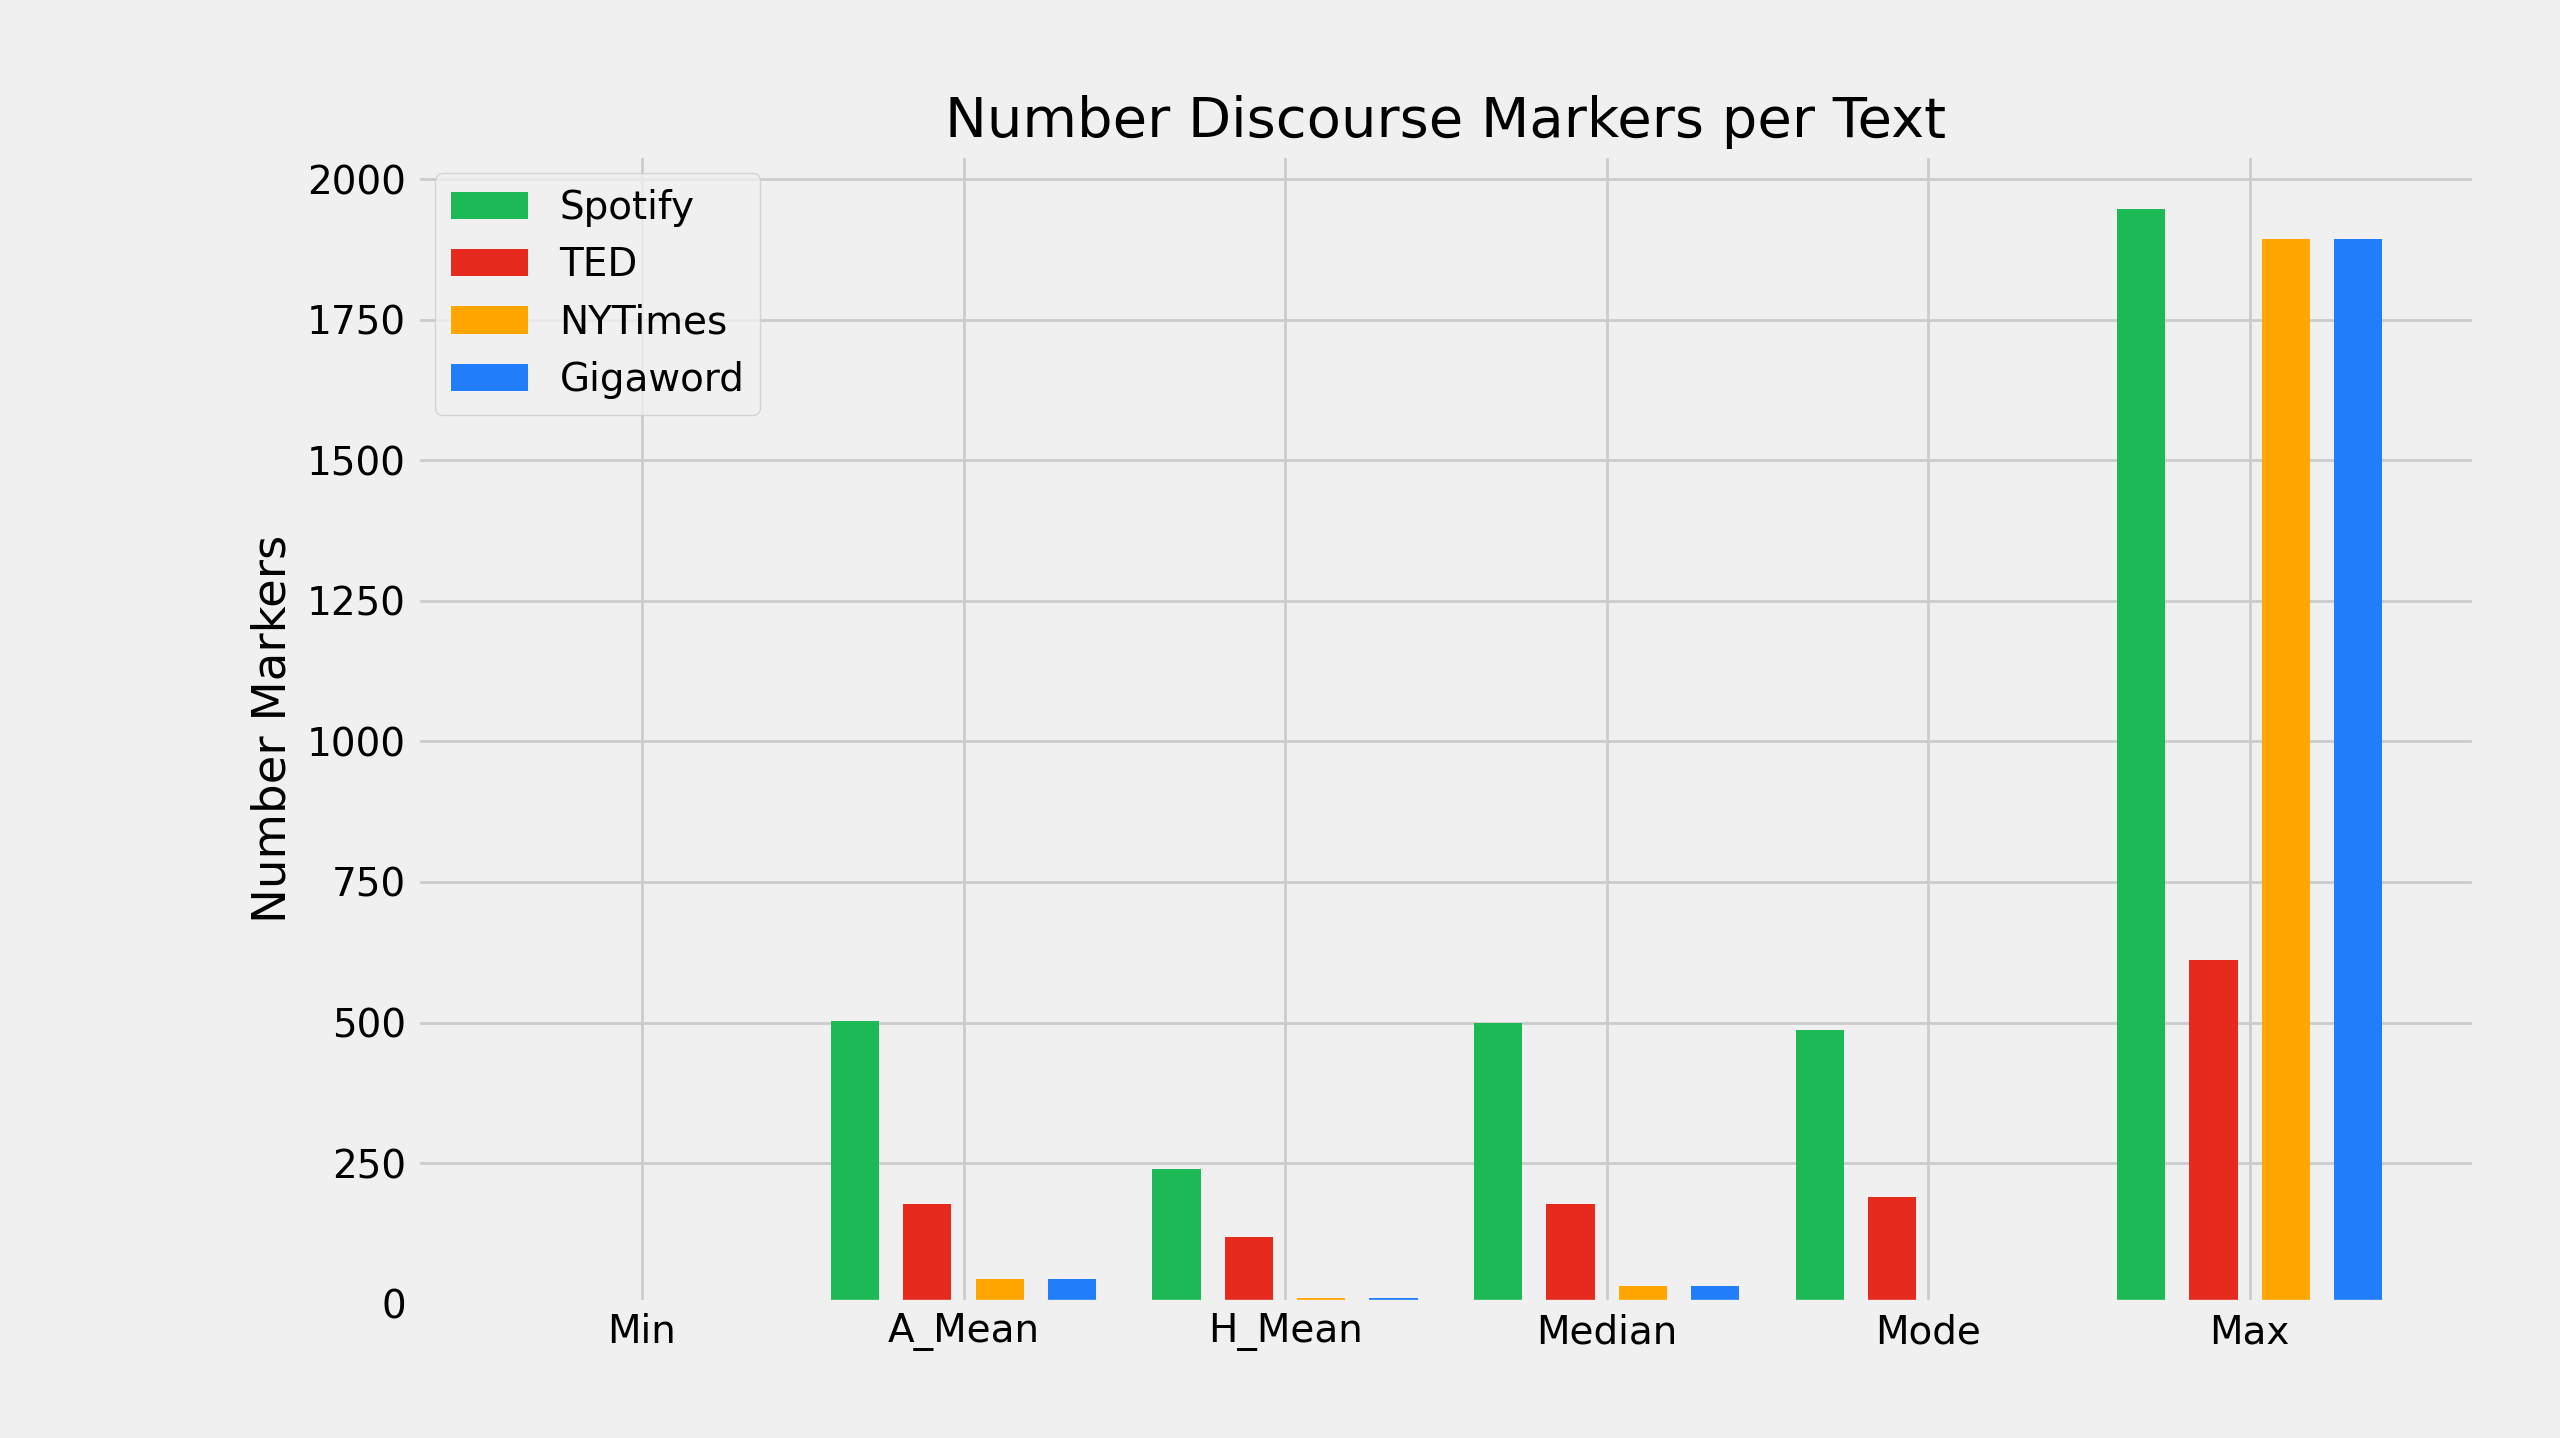 Number Discourse Markers per Text
Spotify
TED
NYTimes
Gigaword
Number Markers
2000
1750
1500
1250
1000
750
500
250
0
Min
A_Mean
H_Mean
Median
Mode
Max